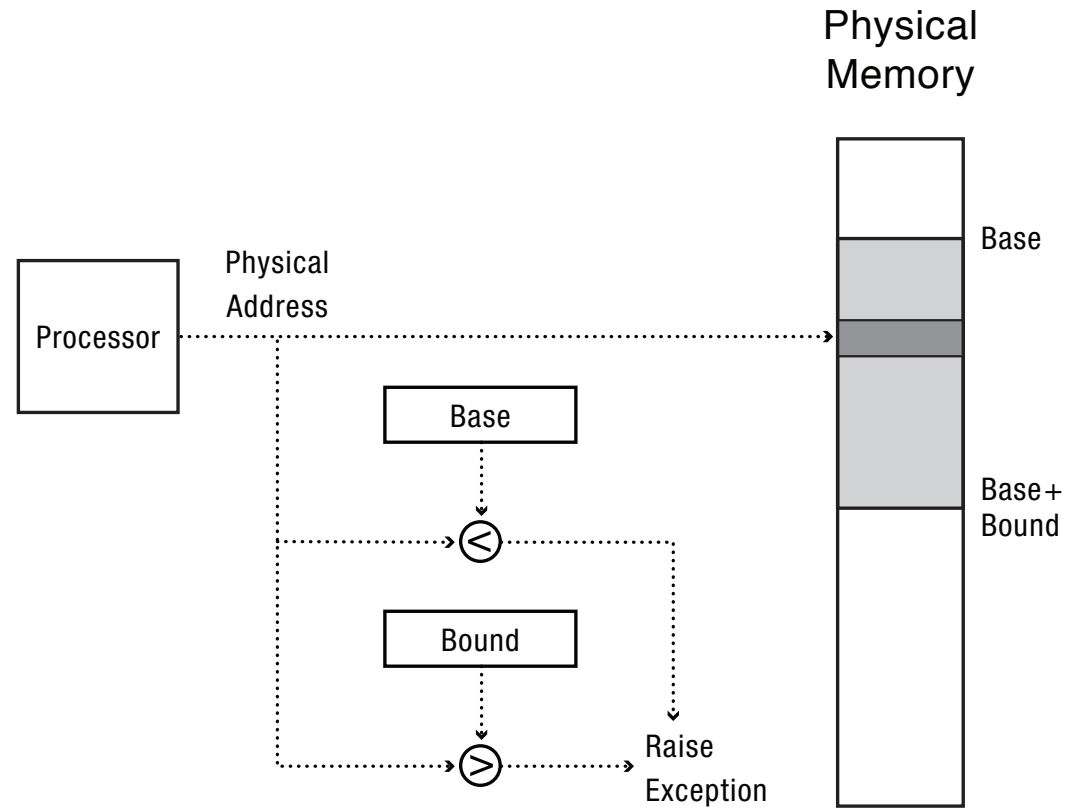 Physical
Memory
Base
Physical
Address
Processor
Base
<
Base+
Bound
Bound
>
Raise
Exception